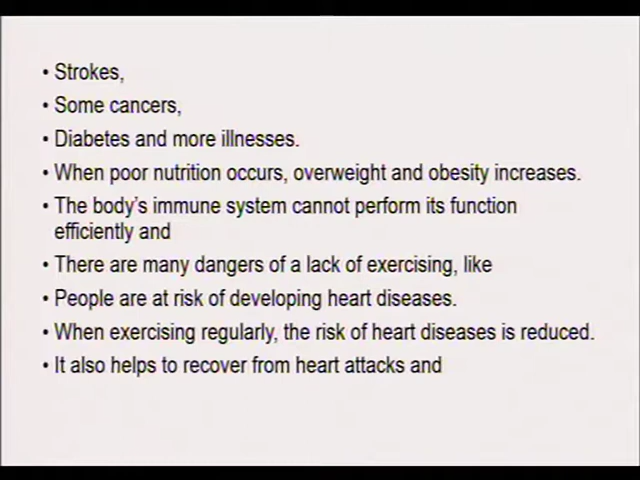 • Strokes,
• Some cancers,
• Diabetes and more illnesses.
• When poor nutrition occurs, overweight and obesity increases.
• The body's immune system cannot perform its function
efficiently and
• There are many dangers of a lack of exercising, like
• People are at risk of developing heart diseases.
• When exercising regularly, the risk of heart diseases is reduced.
• It also helps to recover from heart attacks and